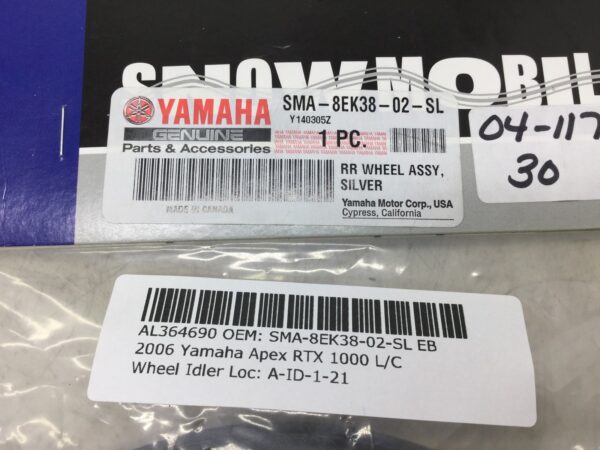 SNOWMOBIL
YAMAHA
GENUINE
Parts & Accessories
MADE IN CANADA
SMA-8EK38-02-SL
Y140305Z
1 PC.
RR WHEEL ASSY,
SILVER
Yamaha Motor Corp., USA
Cypress, California
04-117
30
AL364690 OEM: SMA-8EK38-02-SL EB
2006 Yamaha Apex RTX 1000 L/C
Wheel Idler Loc: A-ID-1-21